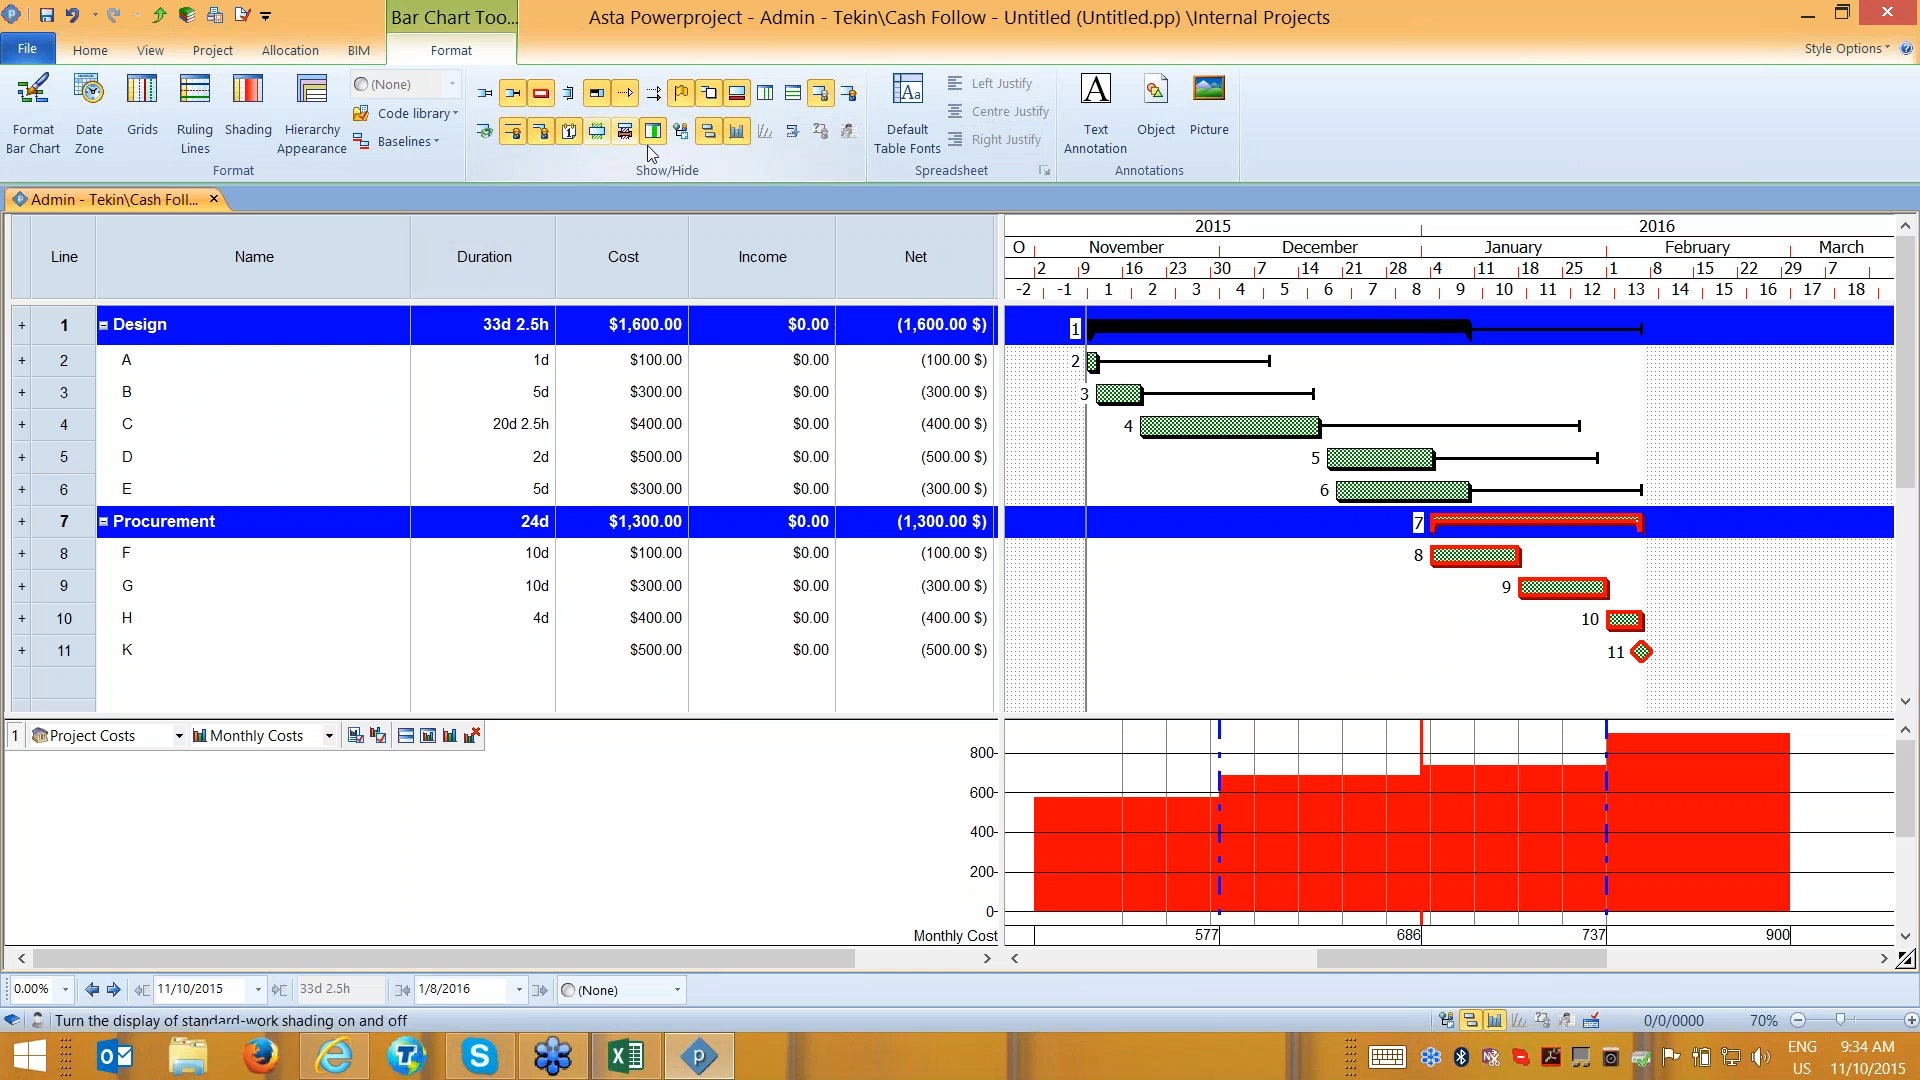 Bar Chart Too...
Asta Powerproject - Admin - Tekin\Cash Follow - Untitled (Untitled.pp) \Internal Projects
File Home View Project Allocation BIM Format
Style Options
Format Bar Chart
Date Zone
Grids
Ruling Lines
Shading
Hierarchy Appearance
(None)
Code library
Baselines
Format
Show/Hide
Default Table Fonts
Left Justify
Centre Justify
Right Justify
Spreadsheet
Text Annotation
Object
Picture
Annotations
Admin - Tekin\Cash Foll...
Line Name Duration Cost Income Net
2015 2016
O November December January February March
2 9 16 23 30 7 14 21 28 4 11 18 25 1 8 15 22 29 7
-2 -1 1 2 3 4 5 6 7 8 9 10 11 12 13 14 15 16 17 18
+ 1 Design 33d 2.5h $1,600.00 $0.00 (1,600.00 $) 1
+ 2 A 1d $100.00 $0.00 (100.00 $) 2
+ 3 B 5d $300.00 $0.00 (300.00 $) 3
+ 4 C 20d 2.5h $400.00 $0.00 (400.00 $) 4
+ 5 D 2d $500.00 $0.00 (500.00 $) 5
+ 6 E 5d $300.00 $0.00 (300.00 $) 6
+ 7 Procurement 24d $1,300.00 $0.00 (1,300.00 $) 7
+ 8 F 10d $100.00 $0.00 (100.00 $) 8
+ 9 G 10d $300.00 $0.00 (300.00 $) 9
+ 10 H 4d $400.00 $0.00 (400.00 $) 10
+ 11 K $500.00 $0.00 (500.00 $) 11
1 Project Costs Monthly Costs
800
600
400
200
0
Monthly Cost 577 686 737 900
0.00% 11/10/2015 33d 2.5h 1/8/2016 (None)
Turn the display of standard-work shading on and off
0/0/0000 70%
ENG US
9:34 AM
11/10/2015